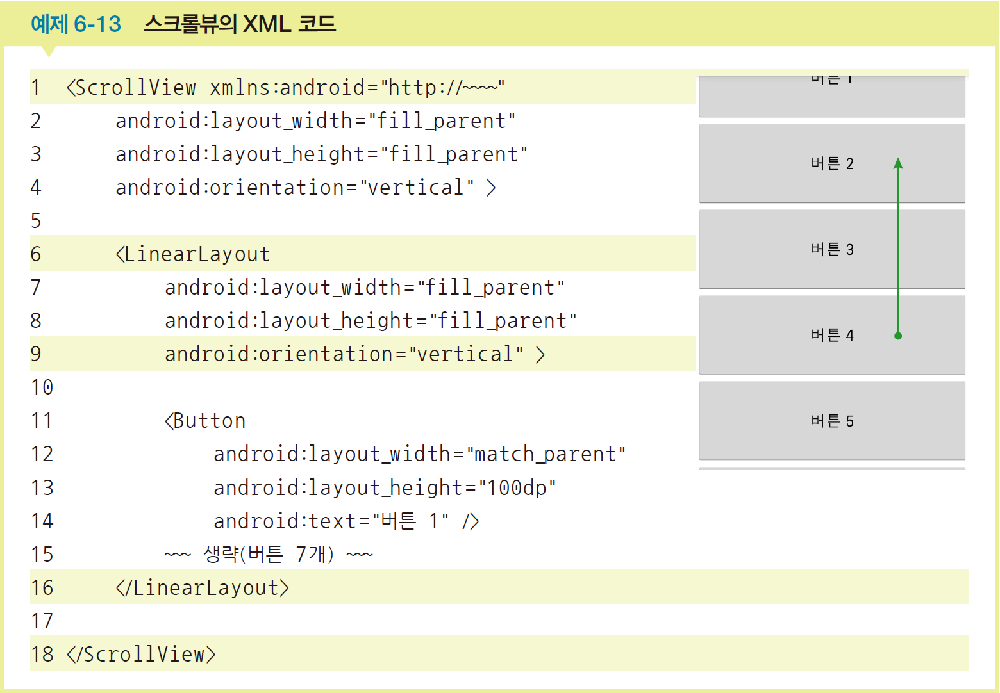 예제 6-13 스크롤뷰의 XML 코드
1 <ScrollView xmlns:android="http://~~~~"
2 android:layout_width="fill_parent"
3 android:layout_height="fill_parent"
4 android:orientation="vertical" >
5
6 <LinearLayout
7 android:layout_width="fill_parent"
8 android:layout_height="fill_parent"
9 android:orientation="vertical" >
10
11 <Button
12 android:layout_width="match_parent"
13 android:layout_height="100dp"
14 android:text="버튼 1" />
15 ~~~ 생략(버튼 7개) ~~~
16 </LinearLayout>
17
18 </ScrollView>
버튼 1
버튼 2
버튼 3
버튼 4
버튼 5